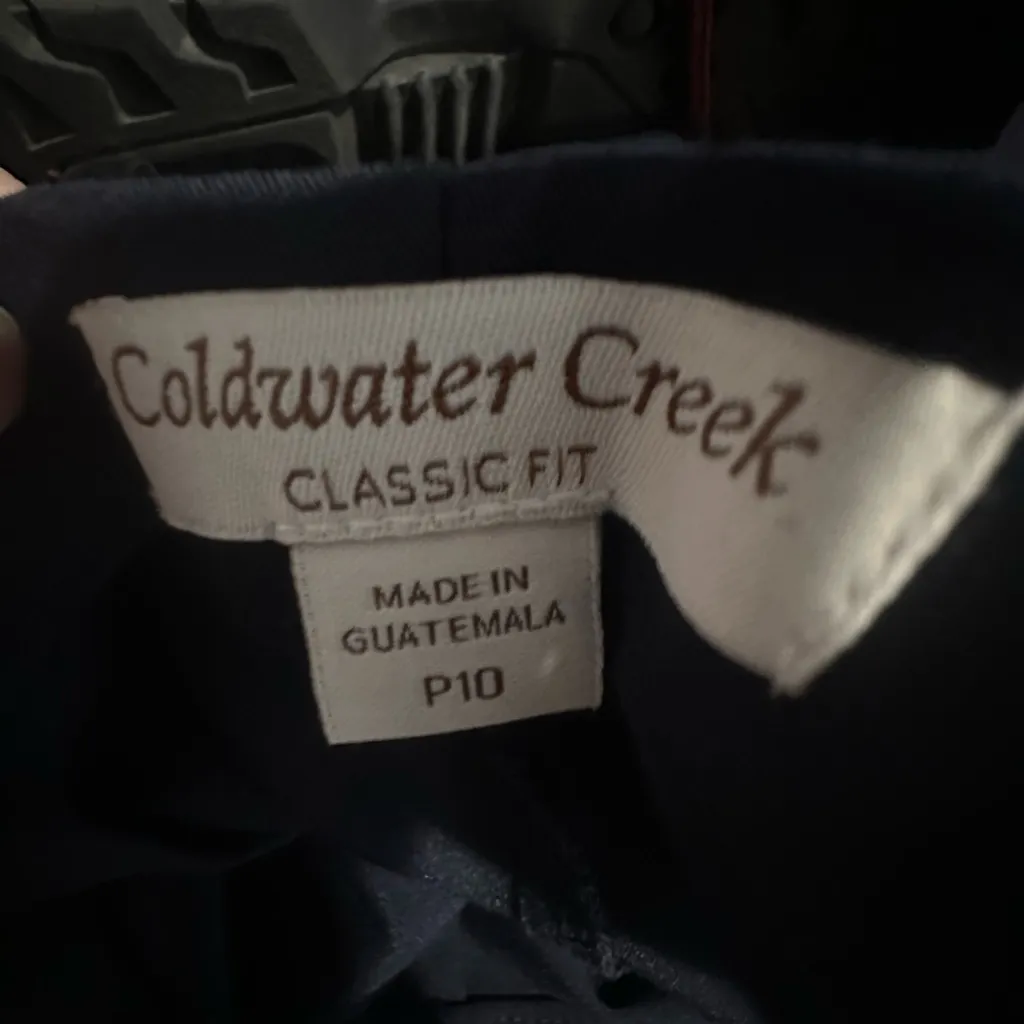 Coldwater Creek
CLASSIC FIT
MADE IN
GUATEMALA
P10